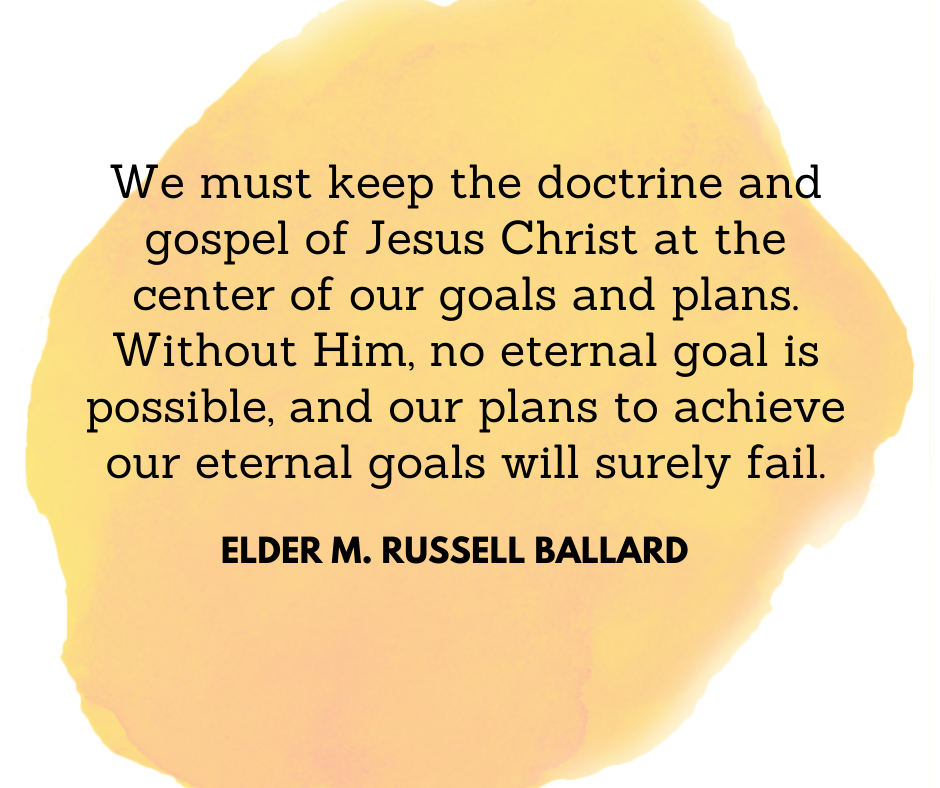 We must keep the doctrine and
gospel of Jesus Christ at the
center of our goals and plans.
Without Him, no eternal goal is
possible, and our plans to achieve
our eternal goals will surely fail.
ELDER M. RUSSELL BALLARD